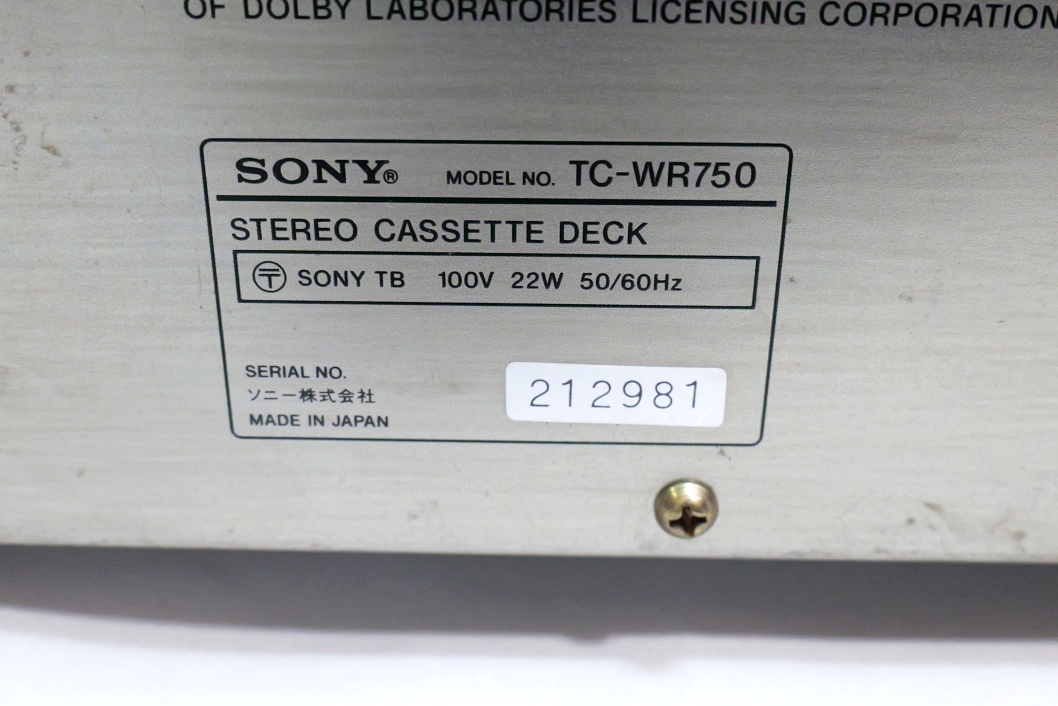 OF DOLBY LABORATORIES LICENSING CORPORATION
SONY® MODEL NO. TC-WR750
STEREO CASSETTE DECK
〶 SONY TB 100V 22W 50/60Hz
SERIAL NO.
ソニー株式会社
212981
MADE IN JAPAN